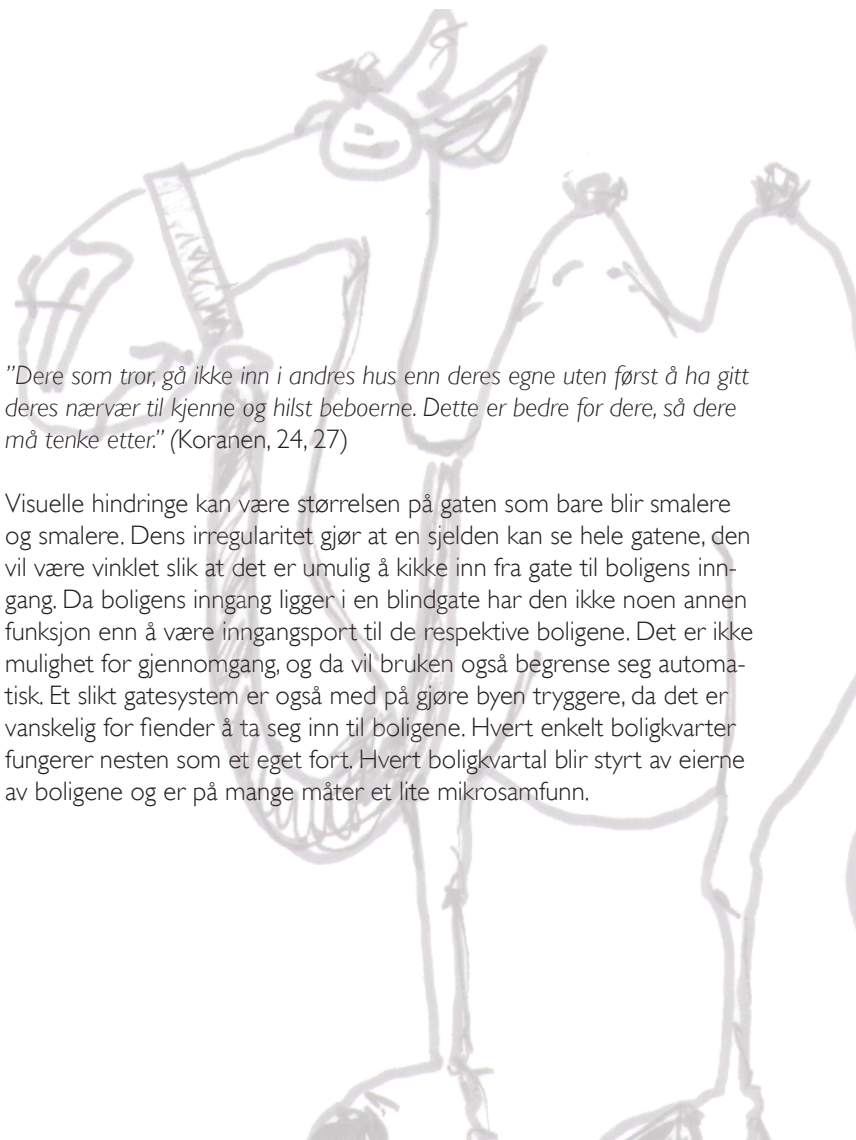 ”Dere som tror, gå ikke inn i andres hus enn deres egne uten først å ha gitt
deres nærvær til kjenne og hilst beboerne. Dette er bedre for dere, så dere
må tenke etter.” (Koranen, 24, 27)
Visuelle hindringe kan være størrelsen på gaten som bare blir smalere
og smalere. Dens irregularitet gjør at en sjelden kan se hele gatene, den
vil være vinklet slik at det er umulig å kikke inn fra gate til boligens inn-
gang. Da boligens inngang ligger i en blindgate har den ikke noen annen
funksjon enn å være inngangsport til de respektive boligene. Det er ikke
mulighet for gjennomgang, og da vil bruken også begrense seg automa-
tisk. Et slikt gatesystem er også med på gjøre byen tryggere, da det er
vanskelig for fiender å ta seg inn til boligene. Hvert enkelt boligkvarter
fungerer nesten som et eget fort. Hvert boligkvartal blir styrt av eierne
av boligene og er på mange måter et lite mikrosamfunn.